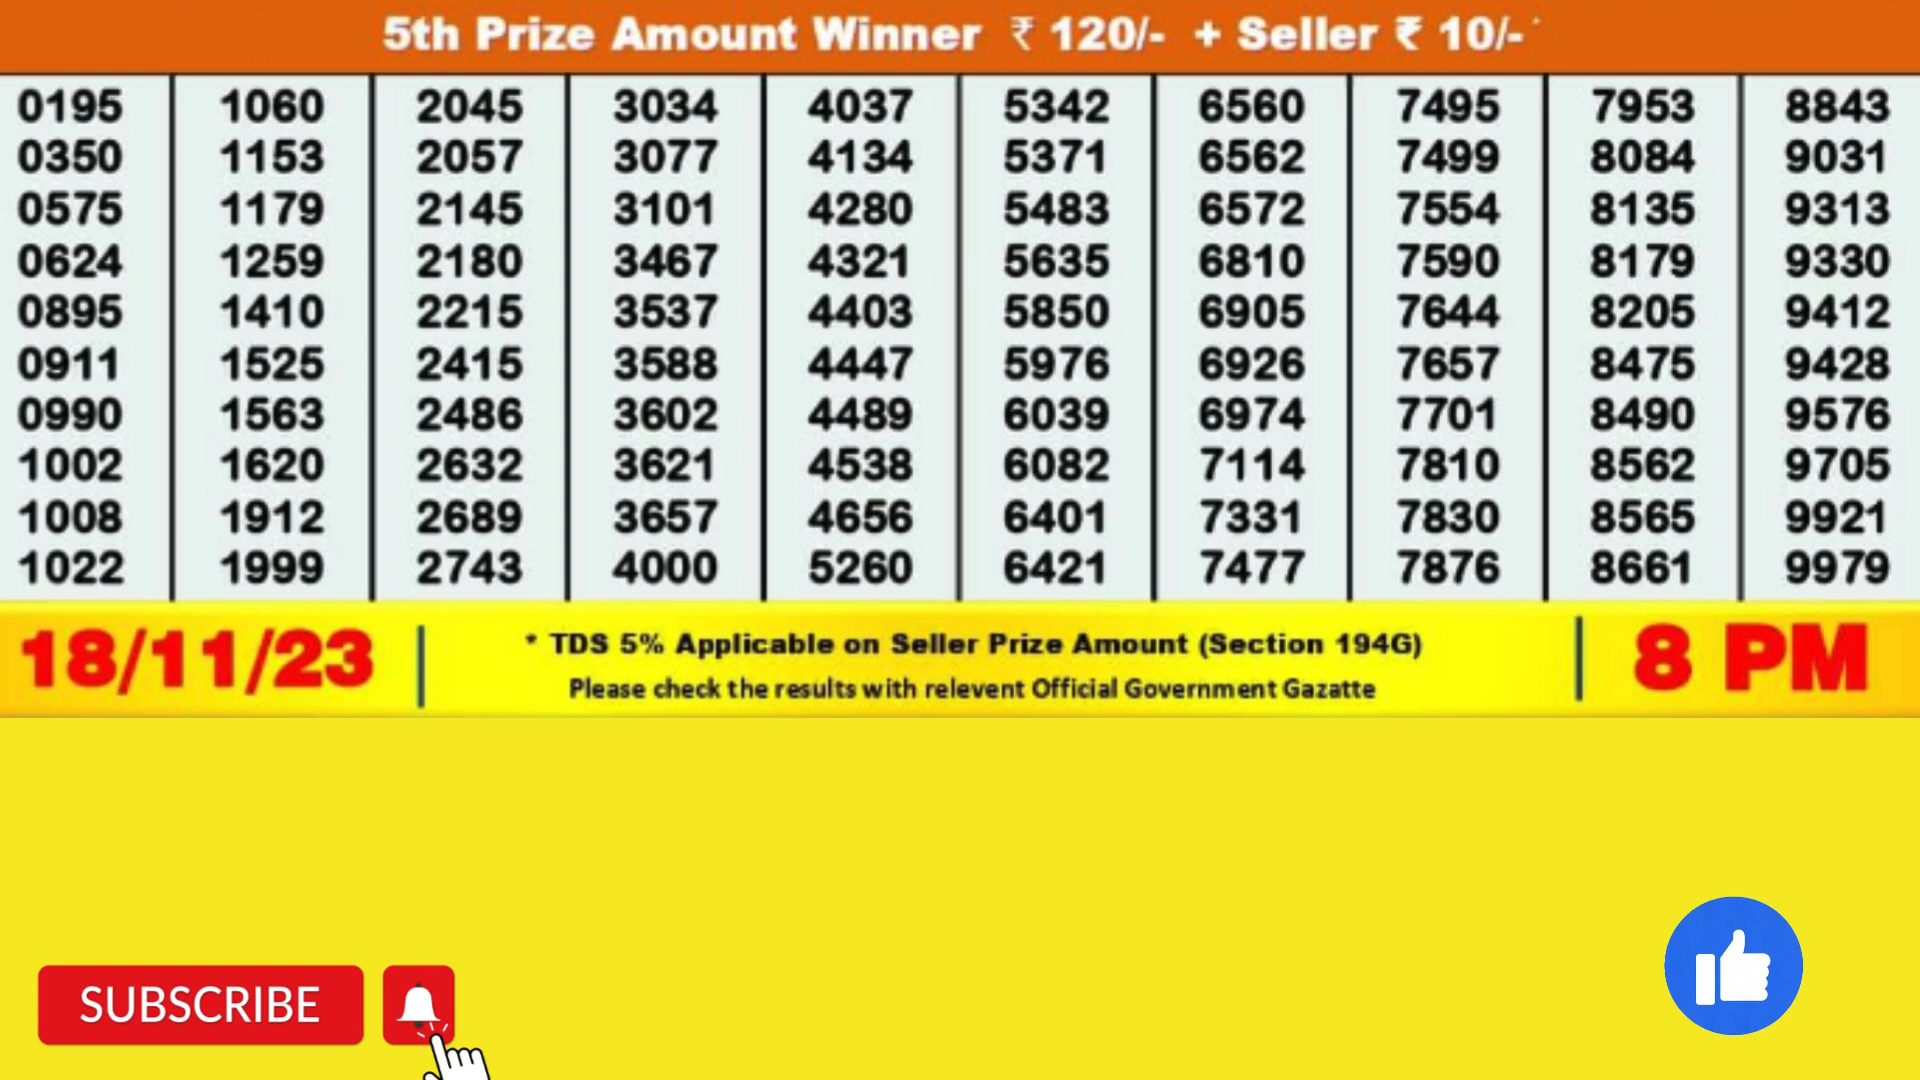 5th Prize Amount Winner ₹ 120/- + Seller ₹ 10/- *
0195 1060 2045 3034 4037 5342 6560 7495 7953 8843
0350 1153 2057 3077 4134 5371 6562 7499 8084 9031
0575 1179 2145 3101 4280 5483 6572 7554 8135 9313
0624 1259 2180 3467 4321 5635 6810 7590 8179 9330
0895 1410 2215 3537 4403 5850 6905 7644 8205 9412
0911 1525 2415 3588 4447 5976 6926 7657 8475 9428
0990 1563 2486 3602 4489 6039 6974 7701 8490 9576
1002 1620 2632 3621 4538 6082 7114 7810 8562 9705
1008 1912 2689 3657 4656 6401 7331 7830 8565 9921
1022 1999 2743 4000 5260 6421 7477 7876 8661 9979
18/11/23
* TDS 5% Applicable on Seller Prize Amount (Section 194G)
Please check the results with relevent Official Government Gazatte
8 PM
SUBSCRIBE